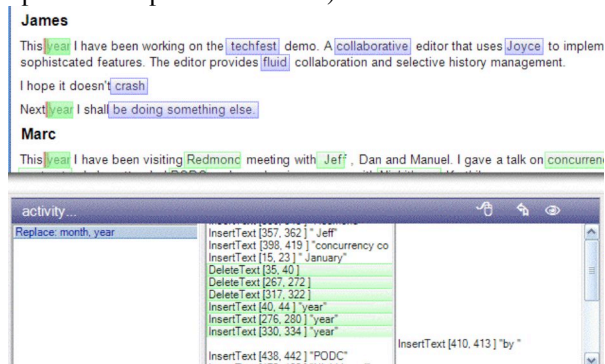 James
This year I have been working on the techfest demo. A collaborative editor that uses Joyce to implem
sophistcated features. The editor provides fluid collaboration and selective history management.
I hope it doesn't crash
Next year I shall be doing something else.
Marc
This year I have been visiting Redmond meeting with Jeff , Dan and Manuel. I gave a talk on concurrenc
activity...
Replace: month, year
InsertText [357, 362 ] " Jeff"
InsertText [398, 419 ] "concurrency co
InsertText [15, 23 ] " January"
DeleteText [35, 40 ]
DeleteText [267, 272 ]
DeleteText [317, 322 ]
InsertText [40, 44 ] "year"
InsertText [276, 280 ] "year"
InsertText [330, 334 ] "year"
InsertText [410, 413 ] "by "
InsertText [438, 442 ] "PODC"